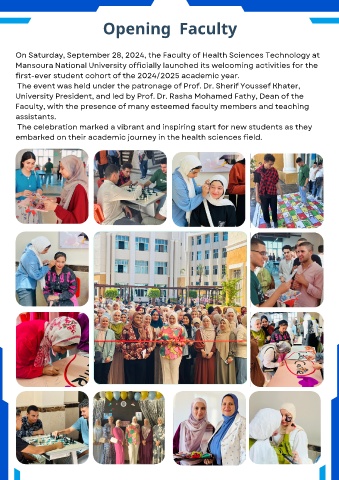 Opening Faculty
On Saturday, September 28, 2024, the Faculty of Health Sciences Technology at
Mansoura National University officially launched its welcoming activities for the
first-ever student cohort of the 2024/2025 academic year.
The event was held under the patronage of Prof. Dr. Sherif Youssef Khater,
University President, and led by Prof. Dr. Rasha Mohamed Fathy, Dean of the
Faculty, with the presence of many esteemed faculty members and teaching
assistants.
The celebration marked a vibrant and inspiring start for new students as they
embarked on their academic journey in the health sciences field.